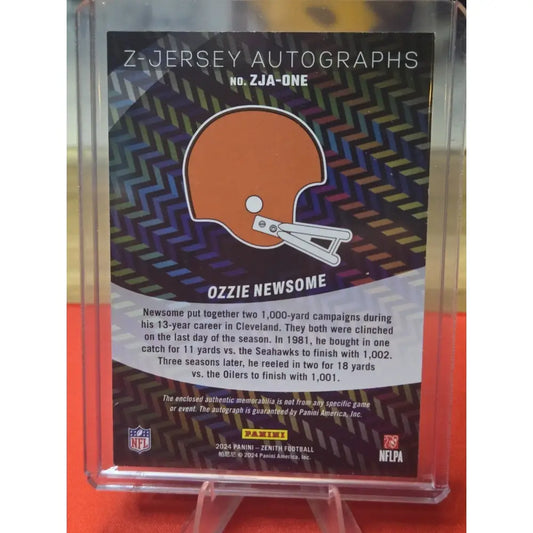 Z-JERSEY AUTOGRAPHS
NO. ZJA-ONE
OZZIE NEWSOME
Newsome put together two 1,000-yard campaigns during
his 13-year career in Cleveland. They both were clinched
on the last day of the season. In 1981, he bought in one
catch for 11 yards vs. the Seahawks to finish with 1,002.
Three seasons later, he reeled in two for 18 yards
vs. the Oilers to finish with 1,001.
The enclosed authentic memorabilia is not from any specific game
or event. The autograph is guaranteed by Panini America, Inc.
NFL
PANINI
NFLPA
2024 PANINI – ZENITH FOOTBALL
帕尼尼 © 2024 Panini America, Inc.